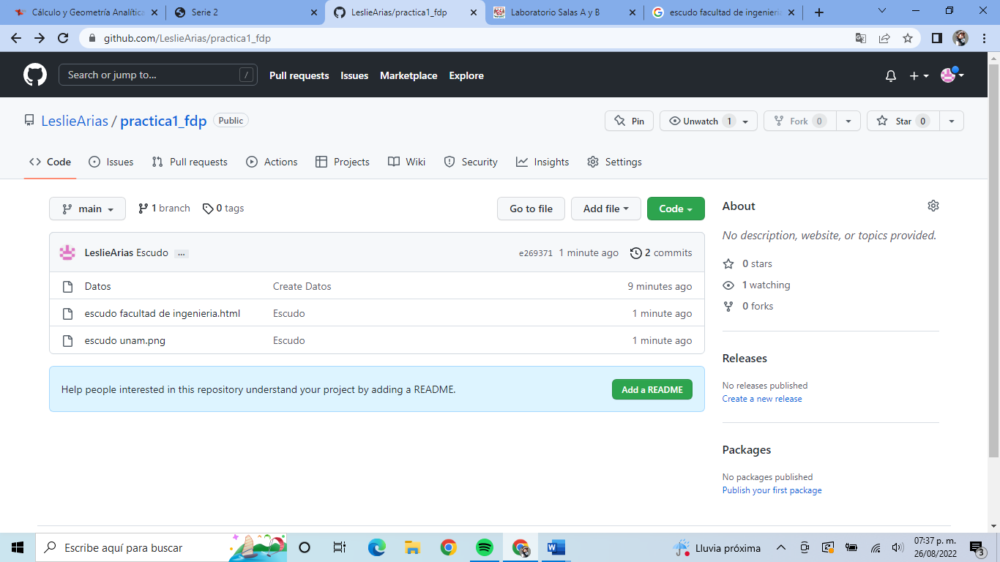 Cálculo y Geometría Analítica
Serie 2
LeslieArias/practica1_fdp
Laboratorio Salas A y B
escudo facultad de ingenieria
github.com/LeslieArias/practica1_fdp
Search or jump to...
/
Pull requests
Issues
Marketplace
Explore
LeslieArias / practica1_fdp
Public
Pin
Unwatch 1
Fork 0
Star 0
Code
Issues
Pull requests
Actions
Projects
Wiki
Security
Insights
Settings
main
1 branch
0 tags
Go to file
Add file
Code
LeslieArias Escudo ...
e269371 1 minute ago
2 commits
Datos
Create Datos
9 minutes ago
escudo facultad de ingenieria.html
Escudo
1 minute ago
escudo unam.png
Escudo
1 minute ago
Help people interested in this repository understand your project by adding a README.
Add a README
About
No description, website, or topics provided.
0 stars
1 watching
0 forks
Releases
No releases published
Create a new release
Packages
No packages published
Publish your first package
Escribe aquí para buscar
Lluvia próxima
07:37 p. m.
26/08/2022
3